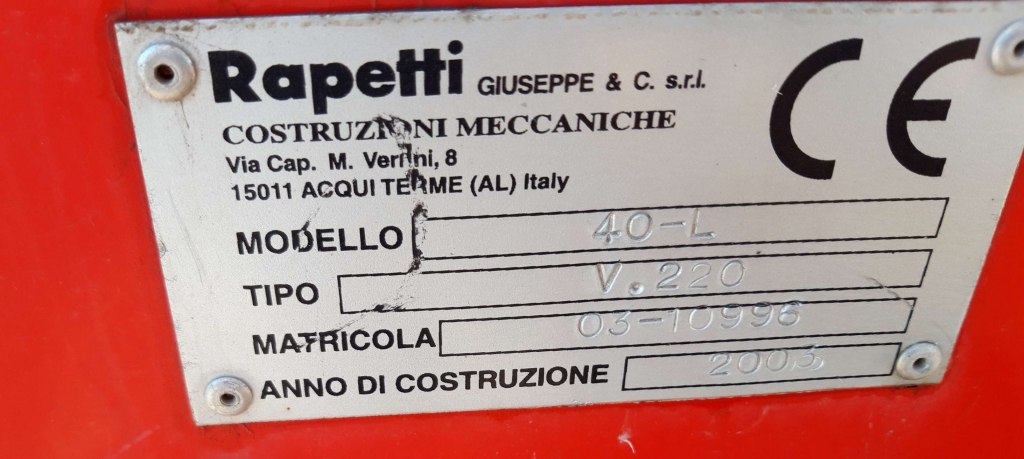 Rapetti GIUSEPPE & C. s.r.l.
COSTRUZIONI MECCANICHE
Via Cap. M. Verrini, 8
15011 ACQUI TERME (AL) Italy
CE
MODELLO 40-L
TIPO V.220
MATRICOLA 03-10996
ANNO DI COSTRUZIONE 2003